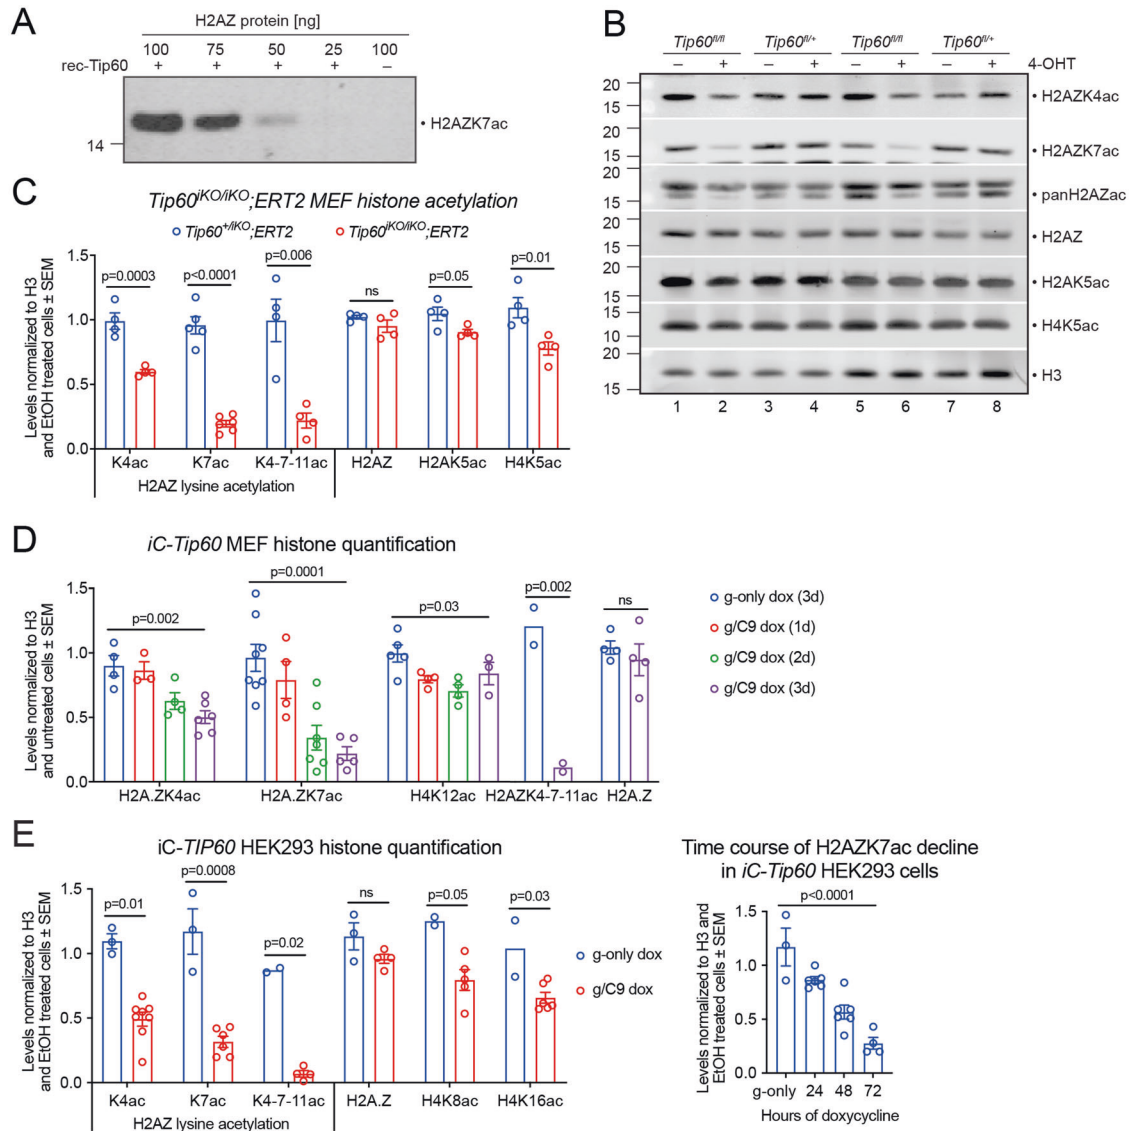 A
H2AZ protein [ng]
100 75 50 25 100
rec-Tip60 + + + + –
• H2AZK7ac
14
B
Tip60fl/fl Tip60fl/+ Tip60fl/fl Tip60fl/+
– + – + – + – + 4-OHT
20
15
• H2AZK4ac
20
15
• H2AZK7ac
20
15
• panH2AZac
20
15
• H2AZ
20
15
• H2AK5ac
15
10
• H4K5ac
20
15
• H3
1 2 3 4 5 6 7 8
C
Tip60iKO/iKO;ERT2 MEF histone acetylation
Tip60+/iKO;ERT2 Tip60iKO/iKO;ERT2
Levels normalized to H3
and EtOH treated cells ± SEM
1.5
1.0
0.5
0.0
p=0.0003 p<0.0001 p=0.006 ns p=0.05 p=0.01
K4ac K7ac K4-7-11ac H2AZ H2AK5ac H4K5ac
H2AZ lysine acetylation
D
iC-Tip60 MEF histone quantification
Levels normalized to H3
and untreated cells ± SEM
1.5
1.0
0.5
0.0
p=0.002 p=0.0001 p=0.03 p=0.002 ns
H2A.ZK4ac H2A.ZK7ac H4K12ac H2AZK4-7-11ac H2A.Z
g-only dox (3d)
g/C9 dox (1d)
g/C9 dox (2d)
g/C9 dox (3d)
E
iC-TIP60 HEK293 histone quantification
Levels normalized to H3
and EtOH treated cells ± SEM
1.5
1.0
0.5
0.0
p=0.01 p=0.0008 p=0.02 ns p=0.05 p=0.03
K4ac K7ac K4-7-11ac H2A.Z H4K8ac H4K16ac
H2AZ lysine acetylation
g-only dox
g/C9 dox
Time course of H2AZK7ac decline
in iC-Tip60 HEK293 cells
p<0.0001
Levels normalized to H3 and
EtOH treated cells ± SEM
1.5
1.0
0.5
0.0
g-only 24 48 72
Hours of doxycycline